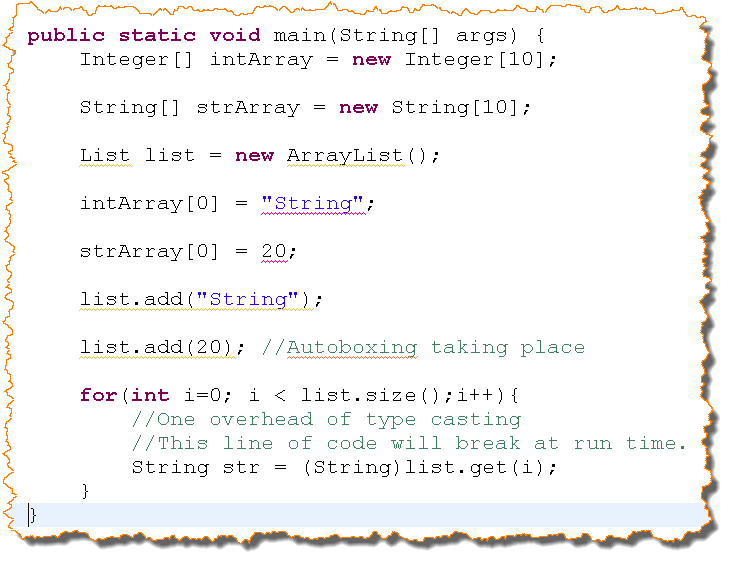 public static void main(String[] args) {
Integer[] intArray = new Integer[10];
String[] strArray = new String[10];
List list = new ArrayList();
intArray[0] = "String";
strArray[0] = 20;
list.add("String");
list.add(20); //Autoboxing taking place
for(int i=0; i < list.size();i++){
//One overhead of type casting
//This line of code will break at run time.
String str = (String)list.get(i);
}
}